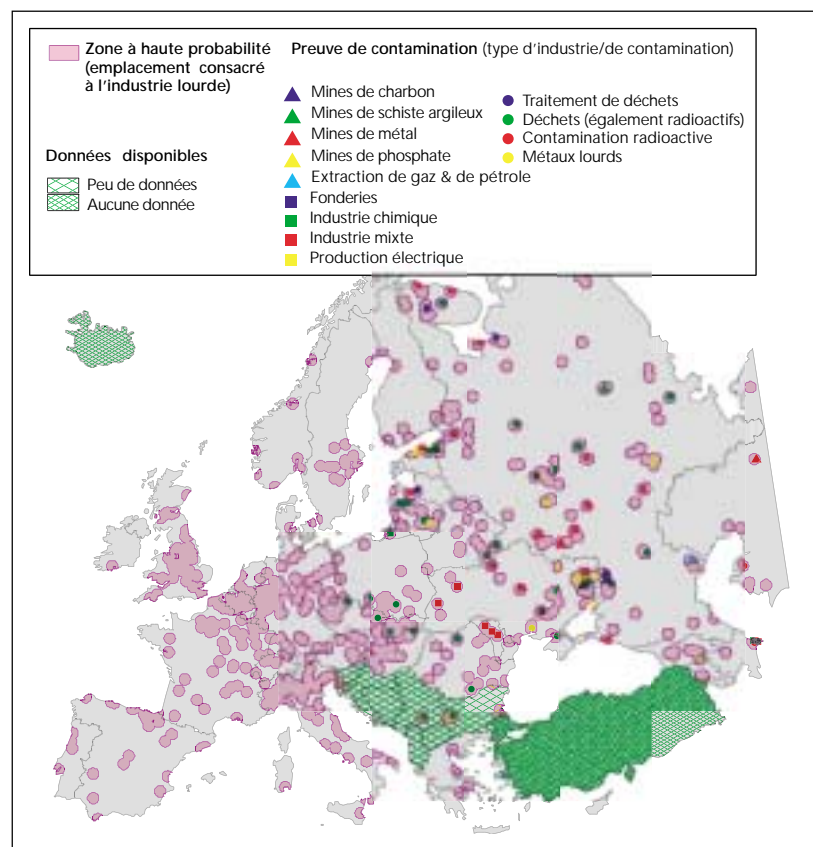 Zone à haute probabilité
(emplacement consacré
à l'industrie lourde)
Données disponibles
Peu de données
Aucune donnée
Preuve de contamination (type d'industrie/de contamination)
Mines de charbon
Mines de schiste argileux
Mines de métal
Mines de phosphate
Extraction de gaz & de pétrole
Fonderies
Industrie chimique
Industrie mixte
Production électrique
Traitement de déchets
Déchets (également radioactifs)
Contamination radioactive
Métaux lourds